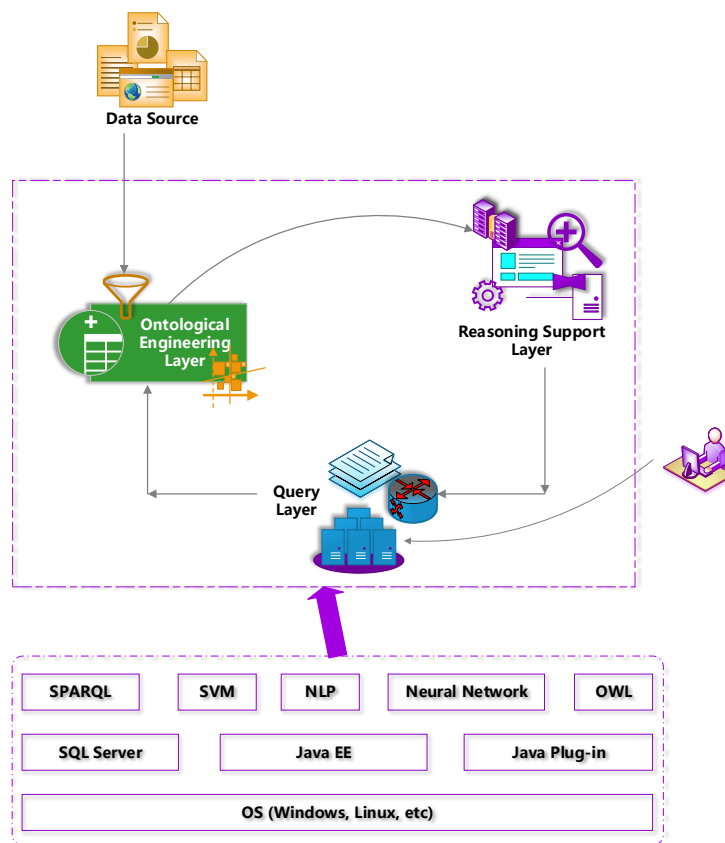 Data Source
Ontological
Engineering
Layer
Reasoning Support
Layer
Query
Layer
SPARQL
SVM
NLP
Neural Network
OWL
SQL Server
Java EE
Java Plug-in
OS (Windows, Linux, etc)